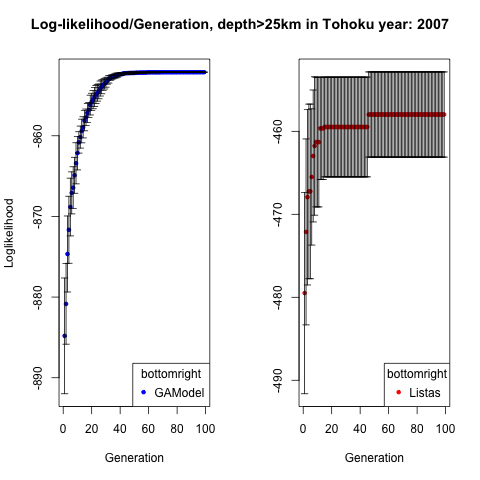 Log-likelihood/Generation, depth>25km in Tohoku year: 2007
Loglikelihood
-860
-870
-880
-890
0 20 40 60 80 100
Generation
bottomright
GAModel
-460
-470
-480
-490
0 20 40 60 80 100
Generation
bottomright
Listas